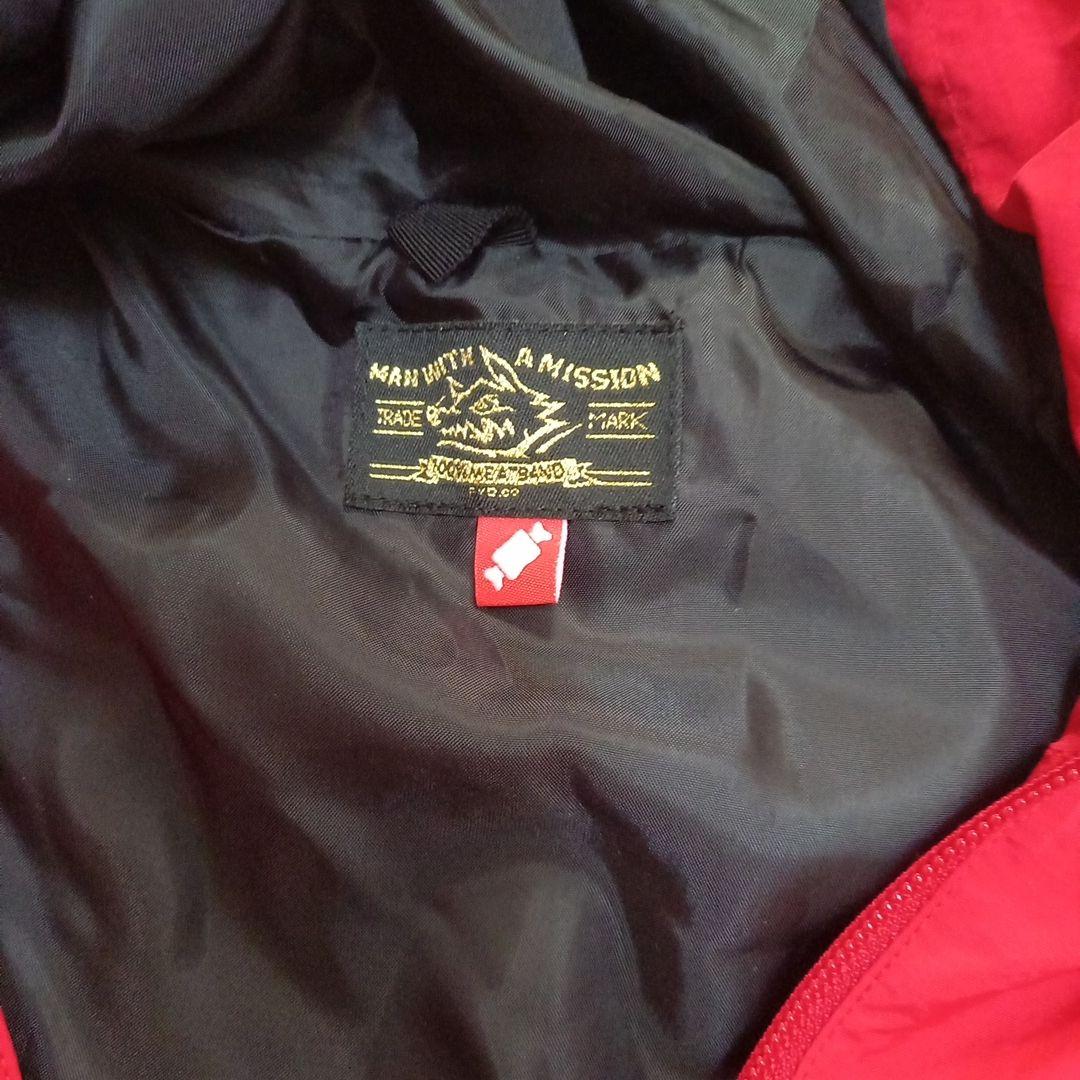 MAN WITH A MISSION
TRADE MARK
100% MEAT BAND